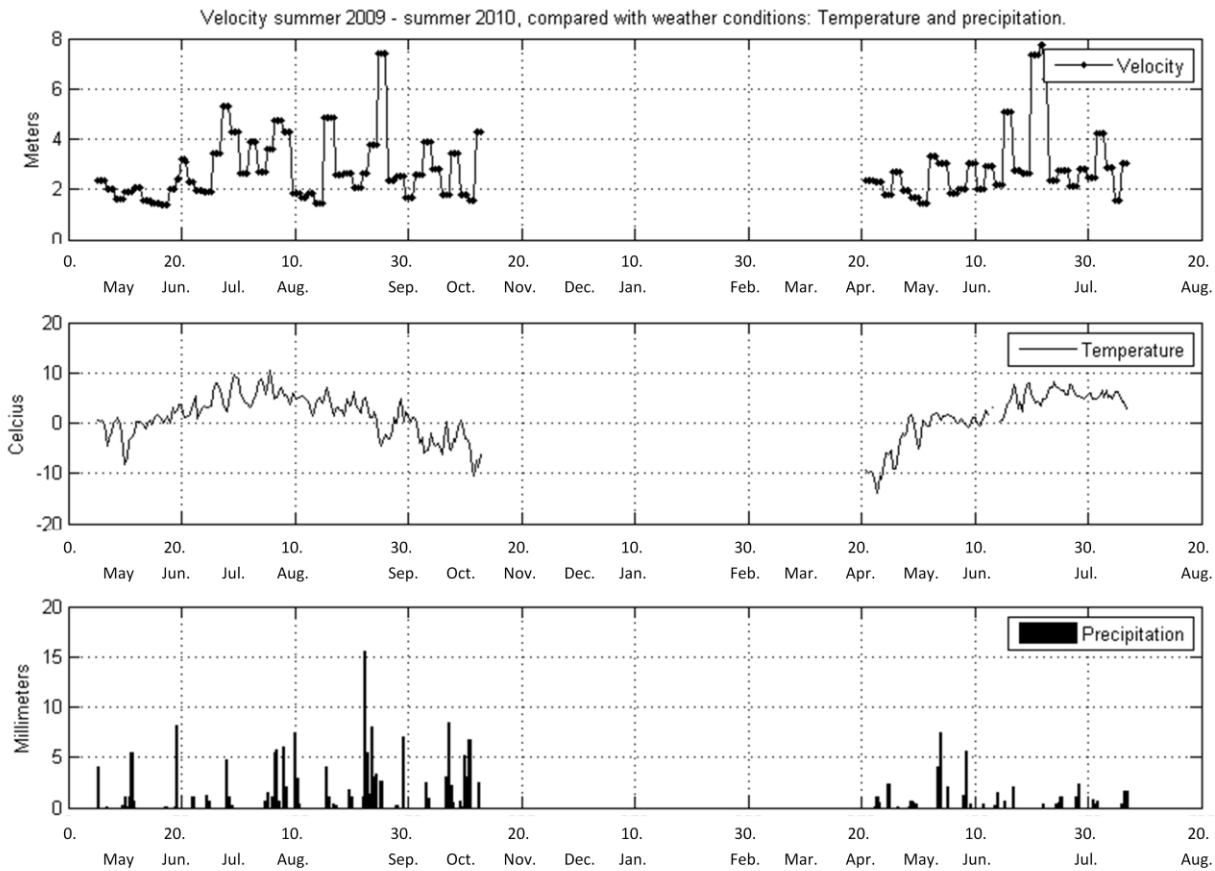 Velocity summer 2009 - summer 2010, compared with weather conditions: Temperature and precipitation.
8
6
4
2
0
Meters
Velocity
0. 20. 10. 30. 20. 10. 30. 20. 10. 30. 20.
May Jun. Jul. Aug. Sep. Oct. Nov. Dec. Jan. Feb. Mar. Apr. May. Jun. Jul. Aug.
20
10
0
-10
-20
Celcius
Temperature
0. 20. 10. 30. 20. 10. 30. 20. 10. 30. 20.
May Jun. Jul. Aug. Sep. Oct. Nov. Dec. Jan. Feb. Mar. Apr. May. Jun. Jul. Aug.
20
15
10
5
0
Millimeters
Precipitation
0. 20. 10. 30. 20. 10. 30. 20. 10. 30. 20.
May Jun. Jul. Aug. Sep. Oct. Nov. Dec. Jan. Feb. Mar. Apr. May. Jun. Jul. Aug.